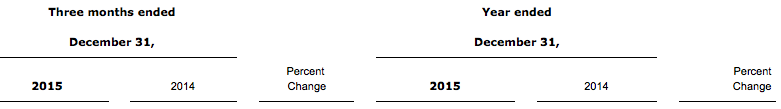 Three months ended Year ended
December 31, December 31,
Percent Percent
2015 2014 Change 2015 2014 Change